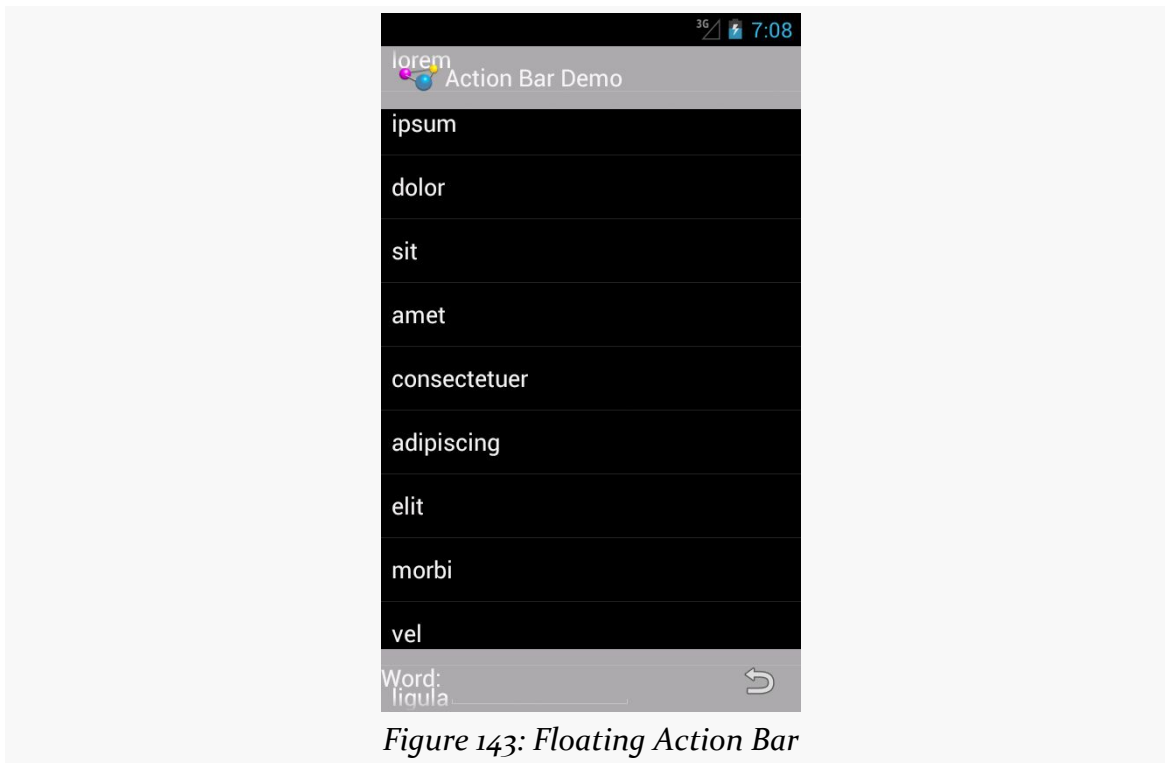 3G 7:08
lorem
Action Bar Demo
ipsum
dolor
sit
amet
consectetuer
adipiscing
elit
morbi
vel
Word:
ligula
Figure 143: Floating Action Bar